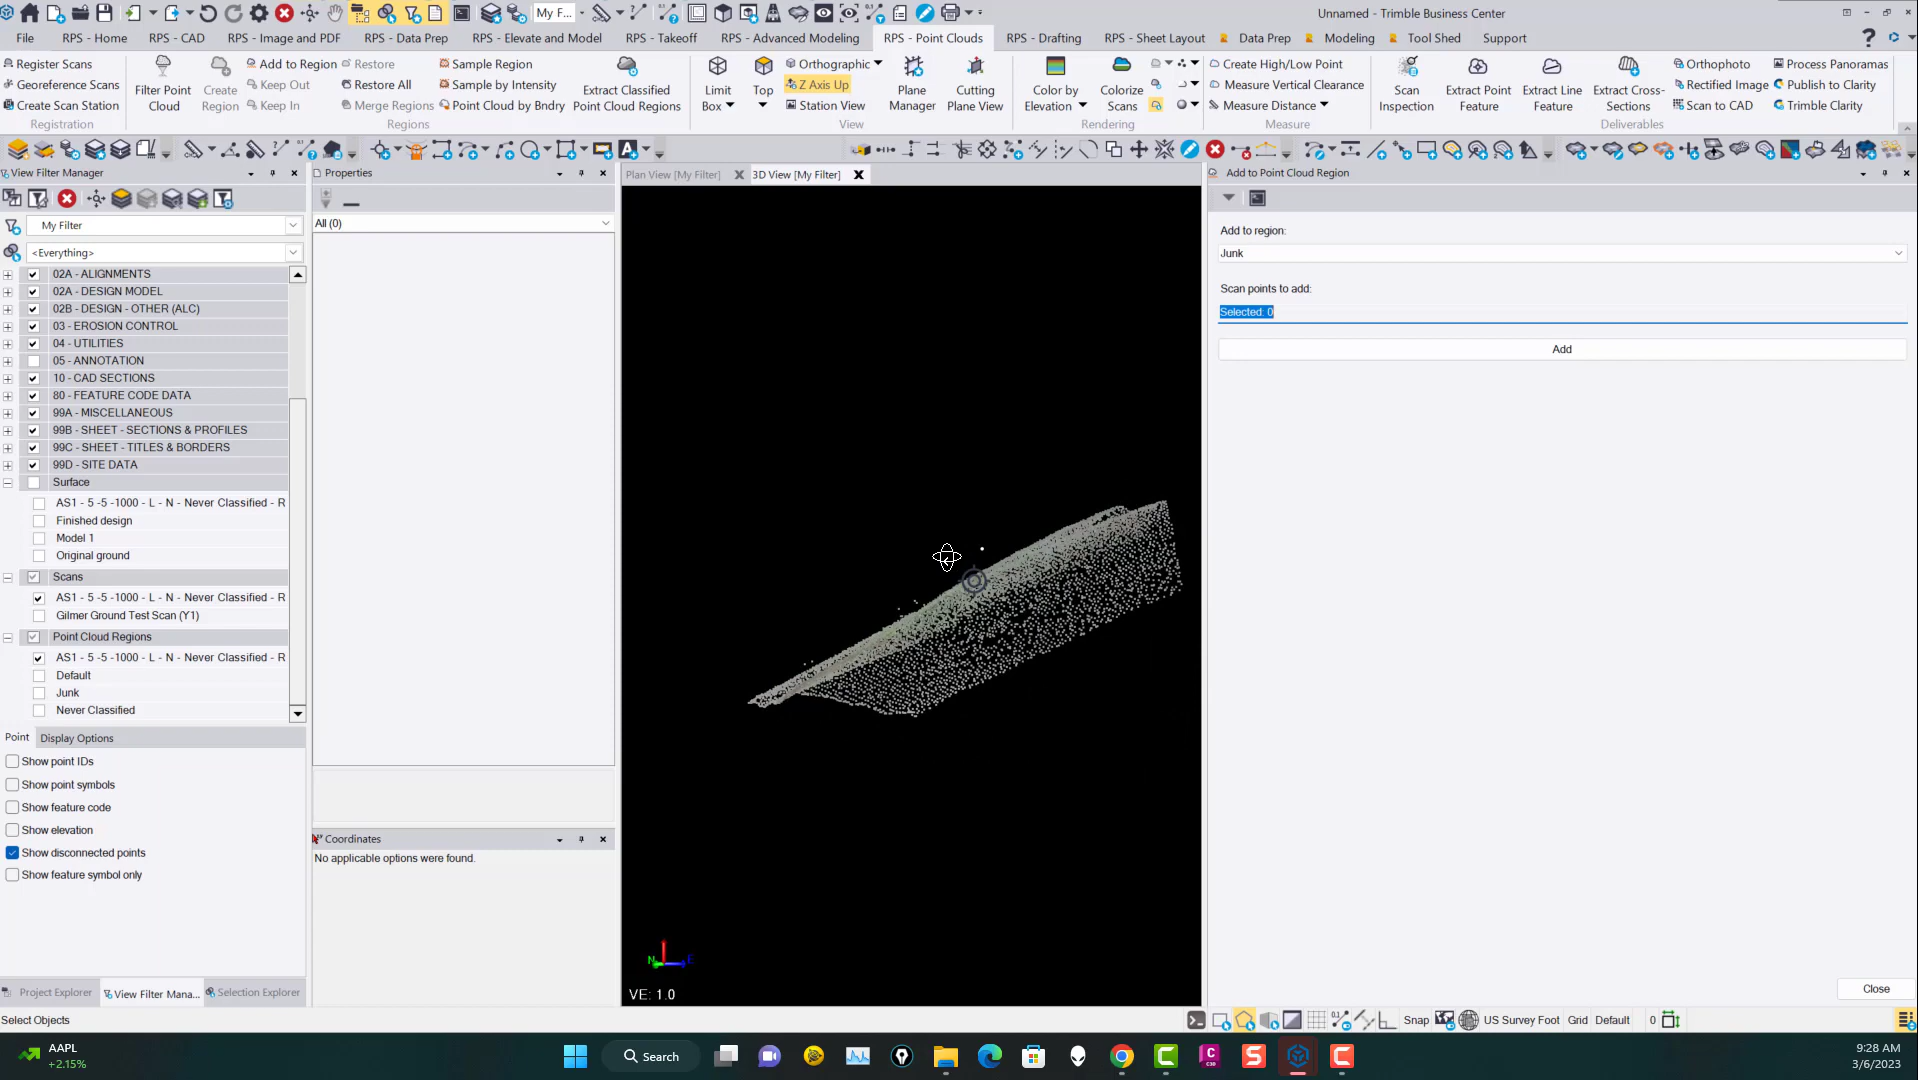 My F...
Unnamed - Trimble Business Center
File
RPS - Home
RPS - CAD
RPS - Image and PDF
RPS - Data Prep
RPS - Elevate and Model
RPS - Takeoff
RPS - Advanced Modeling
RPS - Point Clouds
RPS - Drafting
RPS - Sheet Layout
Data Prep
Modeling
Tool Shed
Support
Register Scans
Georeference Scans
Create Scan Station
Registration
Filter Point Cloud
Create Region
Add to Region
Keep Out
Keep In
Restore
Restore All
Merge Regions
Sample Region
Sample by Intensity
Point Cloud by Bndry
Extract Classified Point Cloud Regions
Regions
Limit Box
Top
Orthographic
Z Axis Up
Station View
Plane Manager
Cutting Plane View
View
Color by Elevation
Colorize Scans
Rendering
Create High/Low Point
Measure Vertical Clearance
Measure Distance
Measure
Scan Inspection
Extract Point Feature
Extract Line Feature
Extract Cross-Sections
Orthophoto
Rectified Image
Scan to CAD
Process Panoramas
Publish to Clarity
Trimble Clarity
Deliverables
View Filter Manager
My Filter
<Everything>
02A - ALIGNMENTS
02A - DESIGN MODEL
02B - DESIGN - OTHER (ALC)
03 - EROSION CONTROL
04 - UTILITIES
05 - ANNOTATION
10 - CAD SECTIONS
80 - FEATURE CODE DATA
99A - MISCELLANEOUS
99B - SHEET - SECTIONS & PROFILES
99C - SHEET - TITLES & BORDERS
99D - SITE DATA
Surface
AS1 - 5 -5 -1000 - L - N - Never Classified - R
Finished design
Model 1
Original ground
Scans
AS1 - 5 -5 -1000 - L - N - Never Classified - R
Gilmer Ground Test Scan (Y1)
Point Cloud Regions
AS1 - 5 -5 -1000 - L - N - Never Classified - R
Default
Junk
Never Classified
Point
Display Options
Show point IDs
Show point symbols
Show feature code
Show elevation
Show disconnected points
Show feature symbol only
Project Explorer
View Filter Mana...
Selection Explorer
Select Objects
Properties
All (0)
Coordinates
No applicable options were found.
Plan View [My Filter]
3D View [My Filter]
N
E
VE: 1.0
Add to Point Cloud Region
Add to region:
Junk
Scan points to add:
Selected: 0
Add
Close
Snap
US Survey Foot
Grid
Default
0
AAPL
+2.15%
Search
9:28 AM
3/6/2023